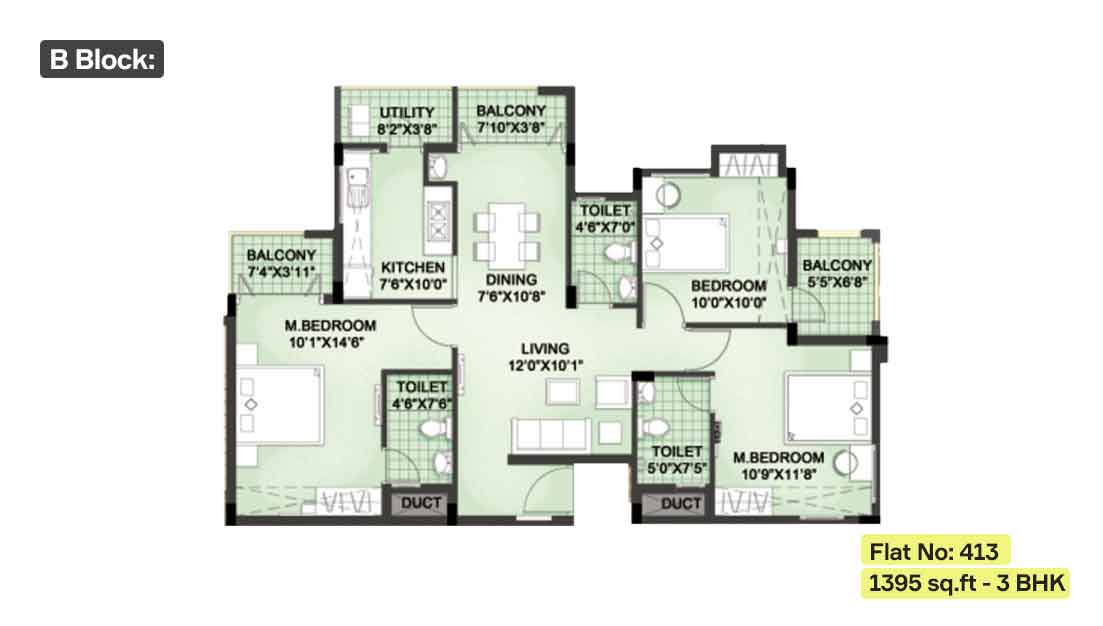 B Block:
UTILITY
8'2"X3'8"
BALCONY
7'10"X3'8"
TOILET
4'6"X7'0"
BALCONY
7'4"X3'11"
KITCHEN
7'6"X10'0"
DINING
7'6"X10'8"
BEDROOM
10'0"X10'0"
BALCONY
5'5"X6'8"
M.BEDROOM
10'1"X14'6"
LIVING
12'0"X10'1"
TOILET
4'6"X7'6"
TOILET
5'0"X7'5"
M.BEDROOM
10'9"X11'8"
DUCT
DUCT
Flat No: 413
1395 sq.ft - 3 BHK